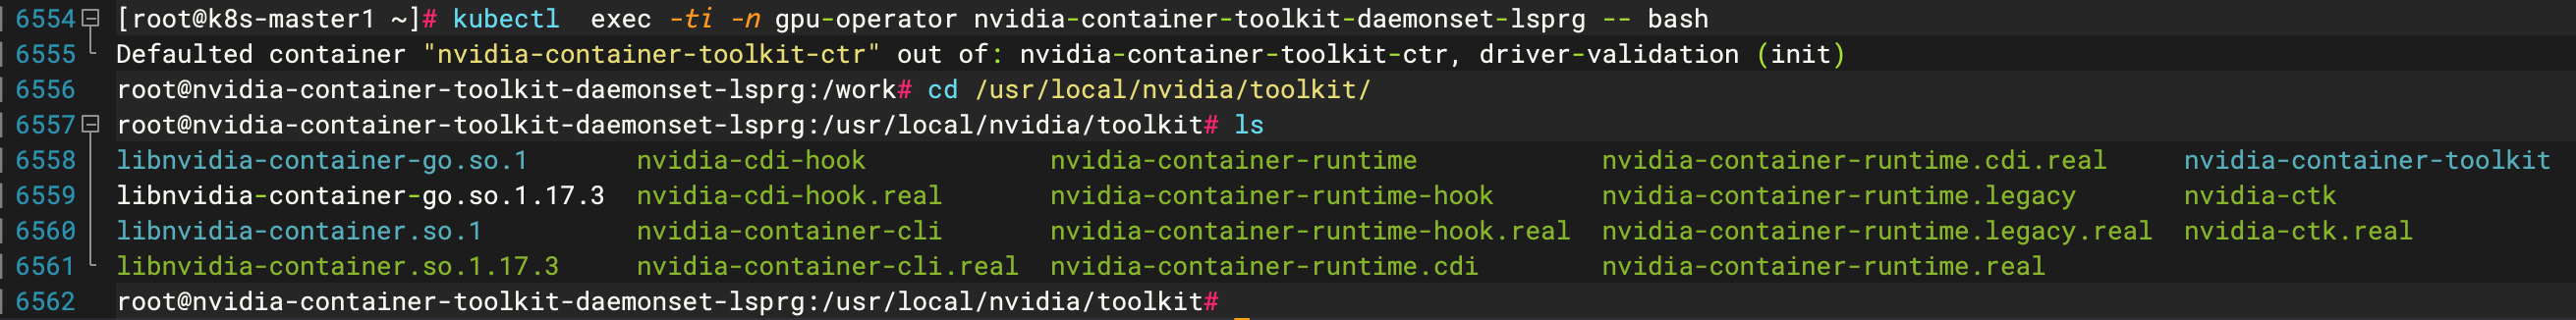 6554 [root@k8s-master1 ~]# kubectl  exec -ti -n gpu-operator nvidia-container-toolkit-daemonset-lsprg -- bash
6555 Defaulted container "nvidia-container-toolkit-ctr" out of: nvidia-container-toolkit-ctr, driver-validation (init)
6556 root@nvidia-container-toolkit-daemonset-lsprg:/work# cd /usr/local/nvidia/toolkit/
6557 root@nvidia-container-toolkit-daemonset-lsprg:/usr/local/nvidia/toolkit# ls
6558 libnvidia-container-go.so.1       nvidia-cdi-hook            nvidia-container-runtime            nvidia-container-runtime.cdi.real     nvidia-container-toolkit
6559 libnvidia-container-go.so.1.17.3  nvidia-cdi-hook.real       nvidia-container-runtime-hook       nvidia-container-runtime.legacy       nvidia-ctk
6560 libnvidia-container.so.1          nvidia-container-cli       nvidia-container-runtime-hook.real  nvidia-container-runtime.legacy.real  nvidia-ctk.real
6561 libnvidia-container.so.1.17.3     nvidia-container-cli.real  nvidia-container-runtime.cdi        nvidia-container-runtime.real
6562 root@nvidia-container-toolkit-daemonset-lsprg:/usr/local/nvidia/toolkit#